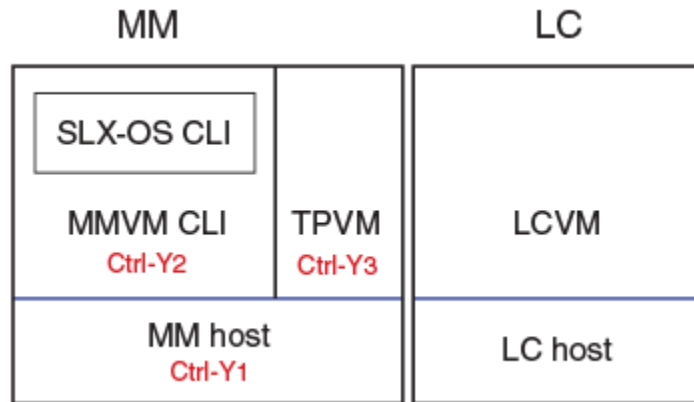 MM
LC
SLX-OS CLI
MMVM CLI
Ctrl-Y2
TPVM
Ctrl-Y3
LCVM
MM host
Ctrl-Y1
LC host